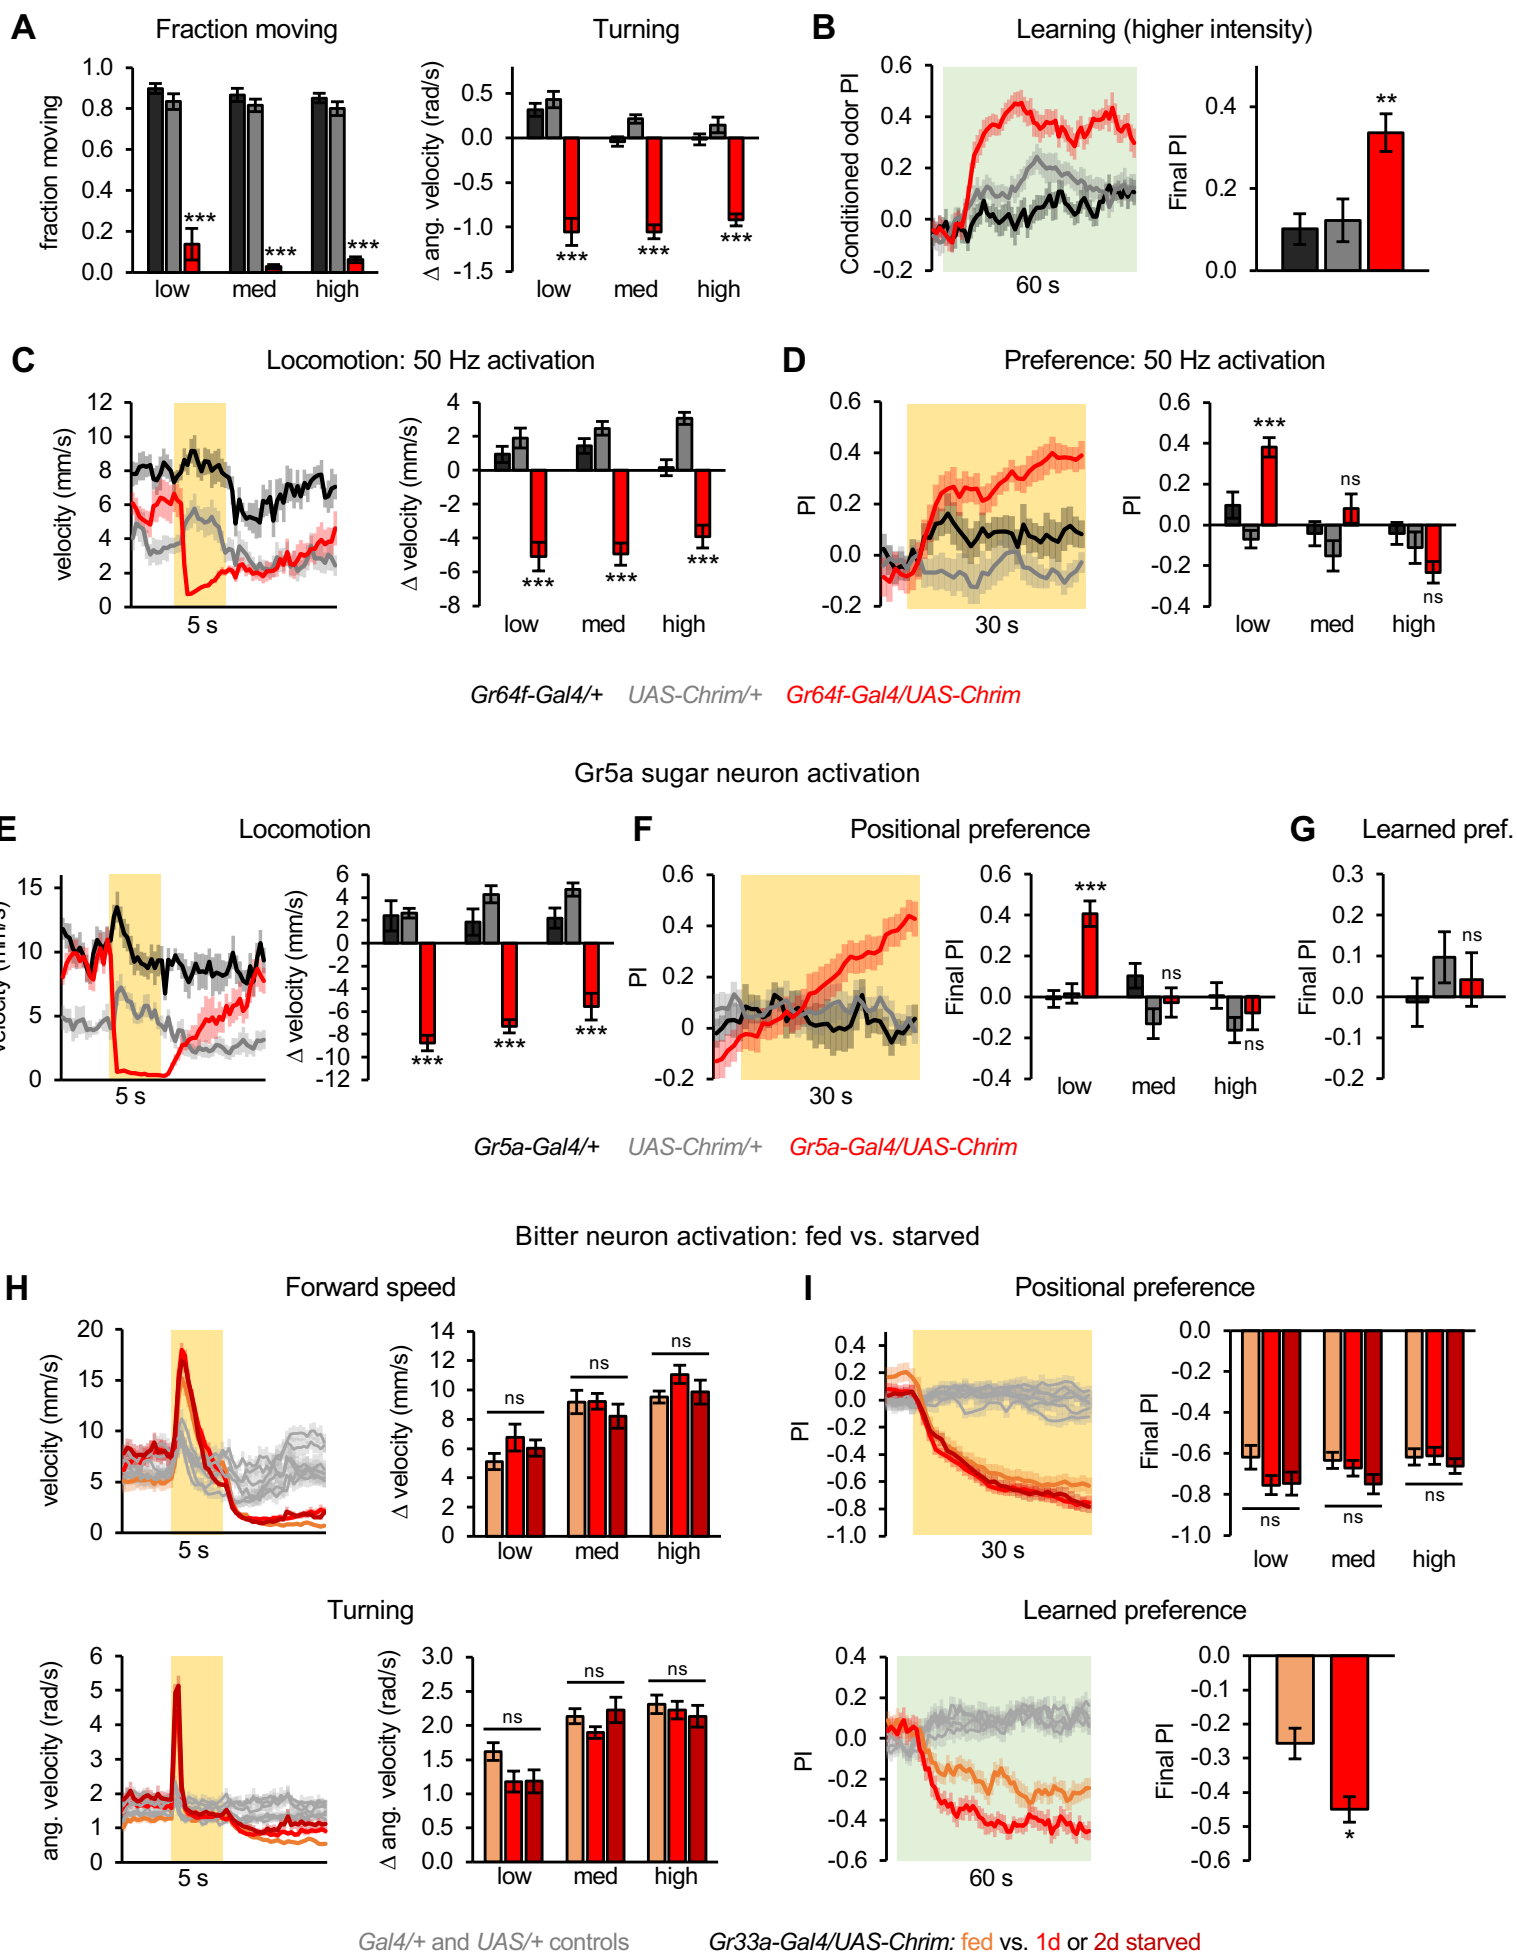 A Fraction moving Turning B Learning (higher intensity)
fraction moving
1.0
0.8
0.6
0.4
0.2
0.0
*** *** ***
low med high
Δ ang. velocity (rad/s)
0.5
0.0
-0.5
-1.0
-1.5
*** *** ***
low med high
Conditioned odor PI
0.6
0.4
0.2
0.0
-0.2
60 s
Final PI
0.4
0.2
0.0
**
C Locomotion: 50 Hz activation D Preference: 50 Hz activation
velocity (mm/s)
12
10
8
6
4
2
0
5 s
Δ velocity (mm/s)
4
2
0
-2
-4
-6
-8
*** *** ***
low med high
PI
0.6
0.4
0.2
0.0
-0.2
30 s
PI
0.6
0.4
0.2
0.0
-0.2
-0.4
*** ns ns
low med high
Gr64f-Gal4/+ UAS-Chrim/+ Gr64f-Gal4/UAS-Chrim
Gr5a sugar neuron activation
E Locomotion F Positional preference G Learned pref.
velocity (mm/s)
15
10
5
0
5 s
Δ velocity (mm/s)
6
4
2
0
-2
-4
-6
-8
-10
-12
*** *** ***
PI
0.6
0.4
0.2
0
-0.2
30 s
Final PI
0.6
0.4
0.2
0.0
-0.2
-0.4
*** ns ns
low med high
Final PI
0.3
0.2
0.1
0.0
-0.1
-0.2
ns
Gr5a-Gal4/+ UAS-Chrim/+ Gr5a-Gal4/UAS-Chrim
Bitter neuron activation: fed vs. starved
H Forward speed I Positional preference
velocity (mm/s)
20
15
10
5
0
5 s
Δ velocity (mm/s)
14
12
10
8
6
4
2
0
ns ns ns
low med high
PI
0.4
0.2
0.0
-0.2
-0.4
-0.6
-0.8
-1.0
30 s
Final PI
0.0
-0.2
-0.4
-0.6
-0.8
-1.0
ns ns ns
low med high
Turning Learned preference
ang. velocity (rad/s)
6
5
4
3
2
1
0
5 s
Δ ang. velocity (rad/s)
3.0
2.5
2.0
1.5
1.0
0.5
0.0
ns ns ns
low med high
PI
0.4
0.2
0.0
-0.2
-0.4
-0.6
60 s
Final PI
0.0
-0.1
-0.2
-0.3
-0.4
-0.5
-0.6
*
Gal4/+ and UAS/+ controls Gr33a-Gal4/UAS-Chrim: fed vs. 1d or 2d starved